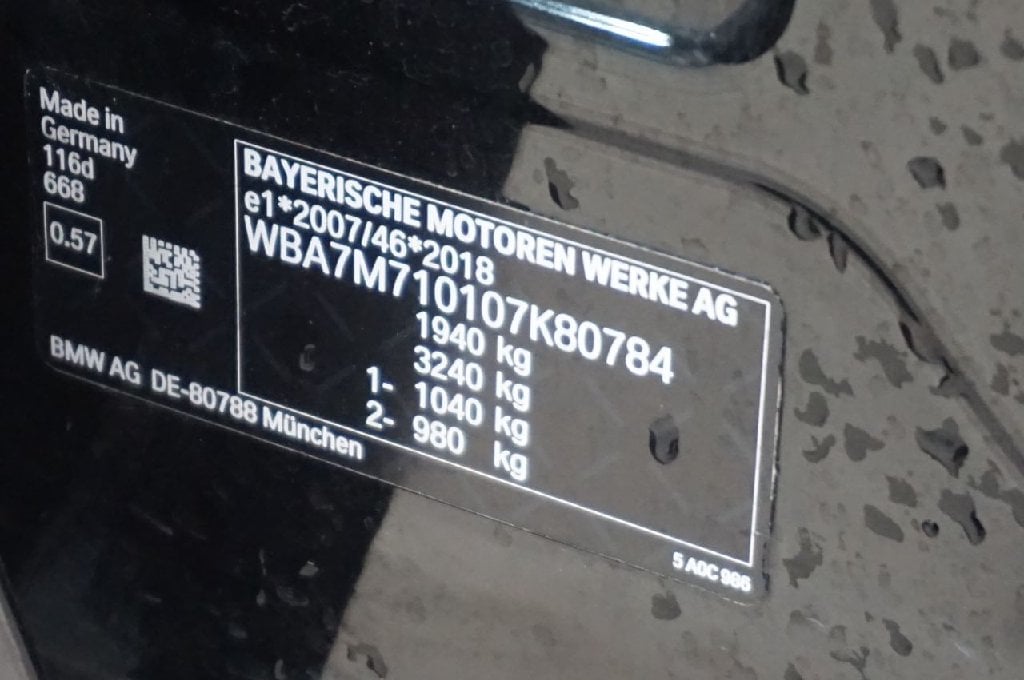 Made in
Germany
116d
668
0.57
BMW AG DE-80788 München
BAYERISCHE MOTOREN WERKE AG
e1*2007/46*2018
WBA7M710107K80784
1940 kg
3240 kg
1- 1040 kg
2- 980 kg
5 A0C 986